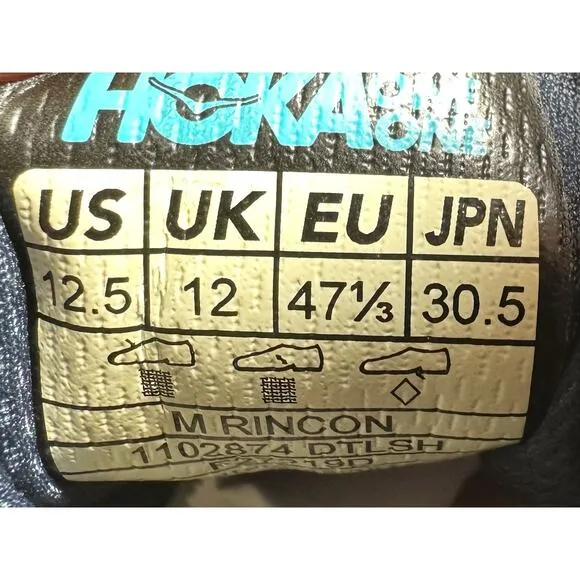 HOKA ONE ONE
US UK EU JPN
12.5 12 47⅓ 30.5
M RINCON
1102874 DTLSH